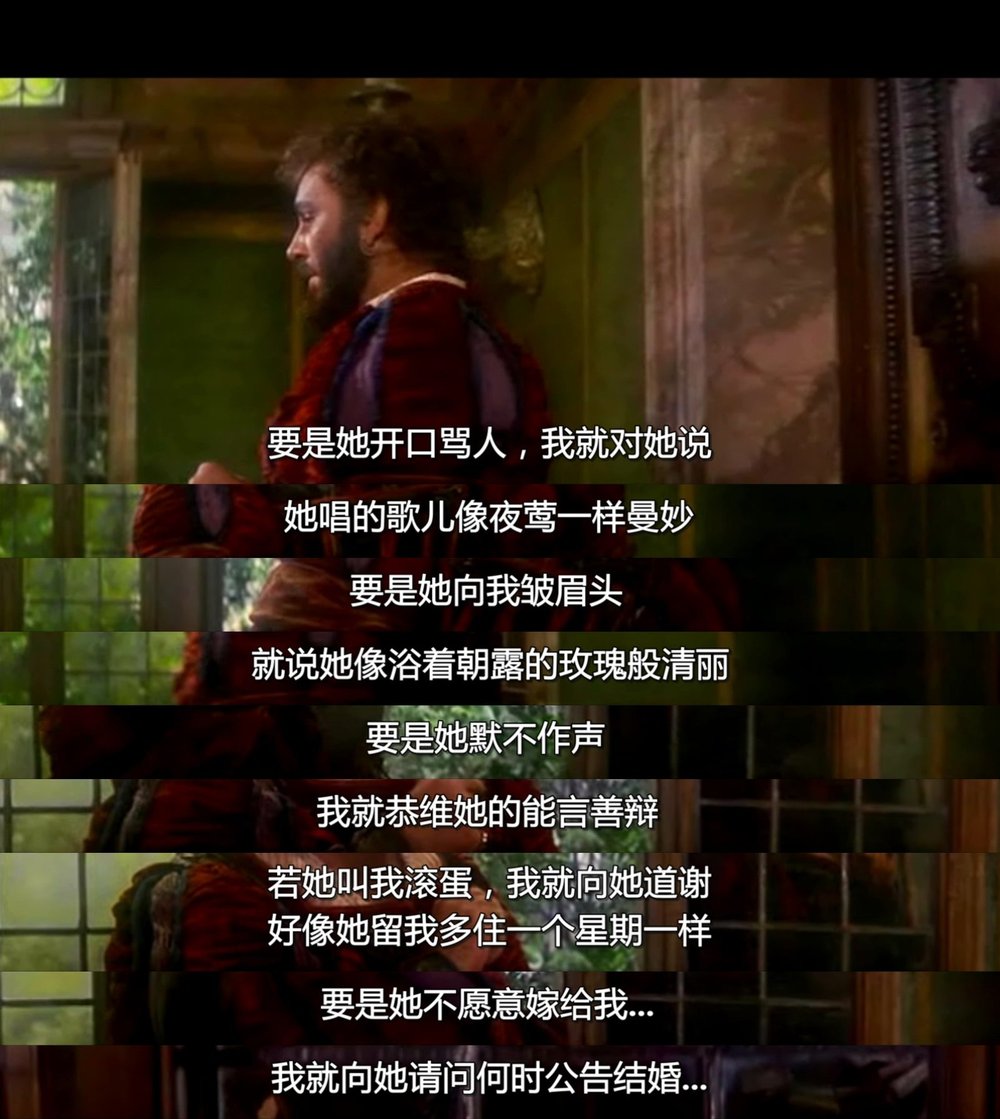 要是她开口骂人，我就对她说
她唱的歌儿像夜莺一样曼妙
要是她向我皱眉头
就说她像浴着朝露的玫瑰般清丽
要是她默不作声
我就恭维她的能言善辩
若她叫我滚蛋，我就向她道谢
好像她留我多住一个星期一样
要是她不愿意嫁给我...
我就向她请问何时公告结婚...